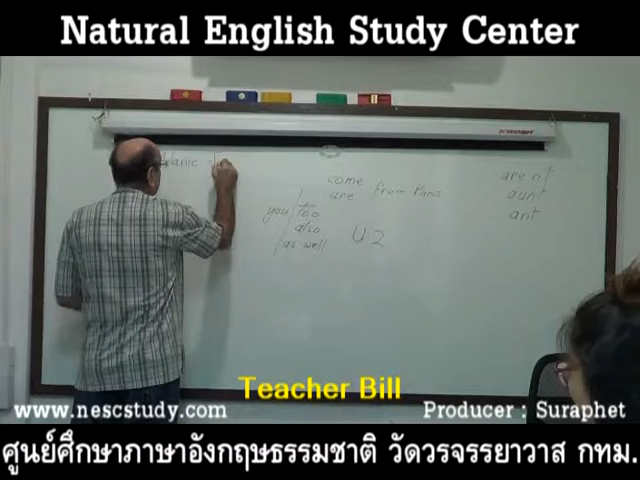 Natural English Study Center
come
are from Paris
are n't
aunt
ant
you too
also
as well
U 2
Teacher Bill
www.nescstudy.com
Producer : Suraphet
ศูนย์ศึกษาภาษาอังกฤษธรรมชาติ วัดวรจรรยาวาส กทม.